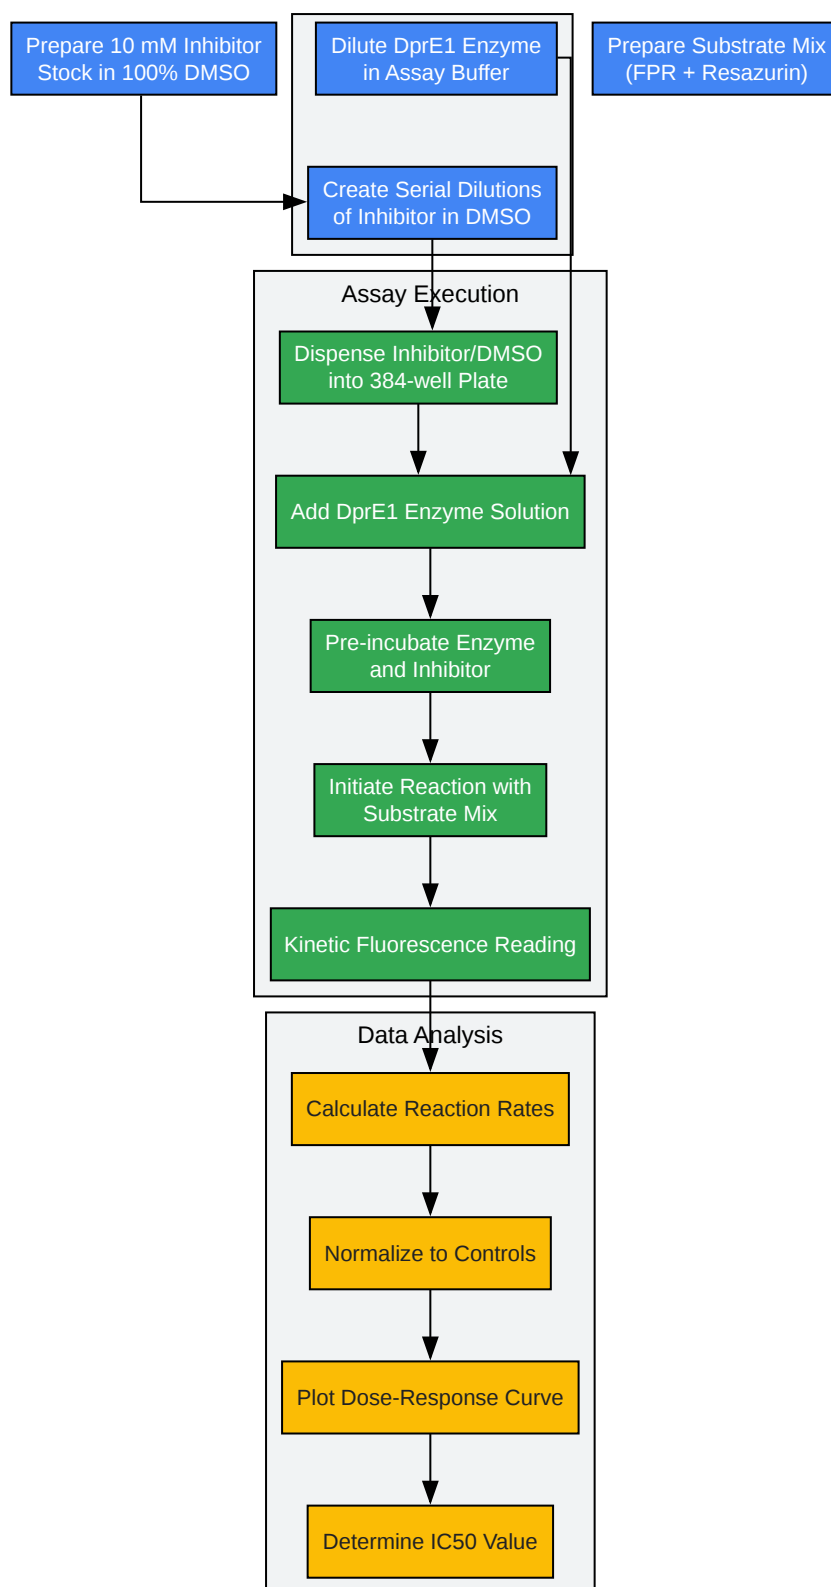 Prepare 10 mM Inhibitor
Stock in 100% DMSO
Dilute DprE1 Enzyme
in Assay Buffer
Prepare Substrate Mix
(FPR + Resazurin)
Create Serial Dilutions
of Inhibitor in DMSO
Assay Execution
Dispense Inhibitor/DMSO
into 384-well Plate
Add DprE1 Enzyme Solution
Pre-incubate Enzyme
and Inhibitor
Initiate Reaction with
Substrate Mix
Kinetic Fluorescence Reading
Data Analysis
Calculate Reaction Rates
Normalize to Controls
Plot Dose-Response Curve
Determine IC50 Value